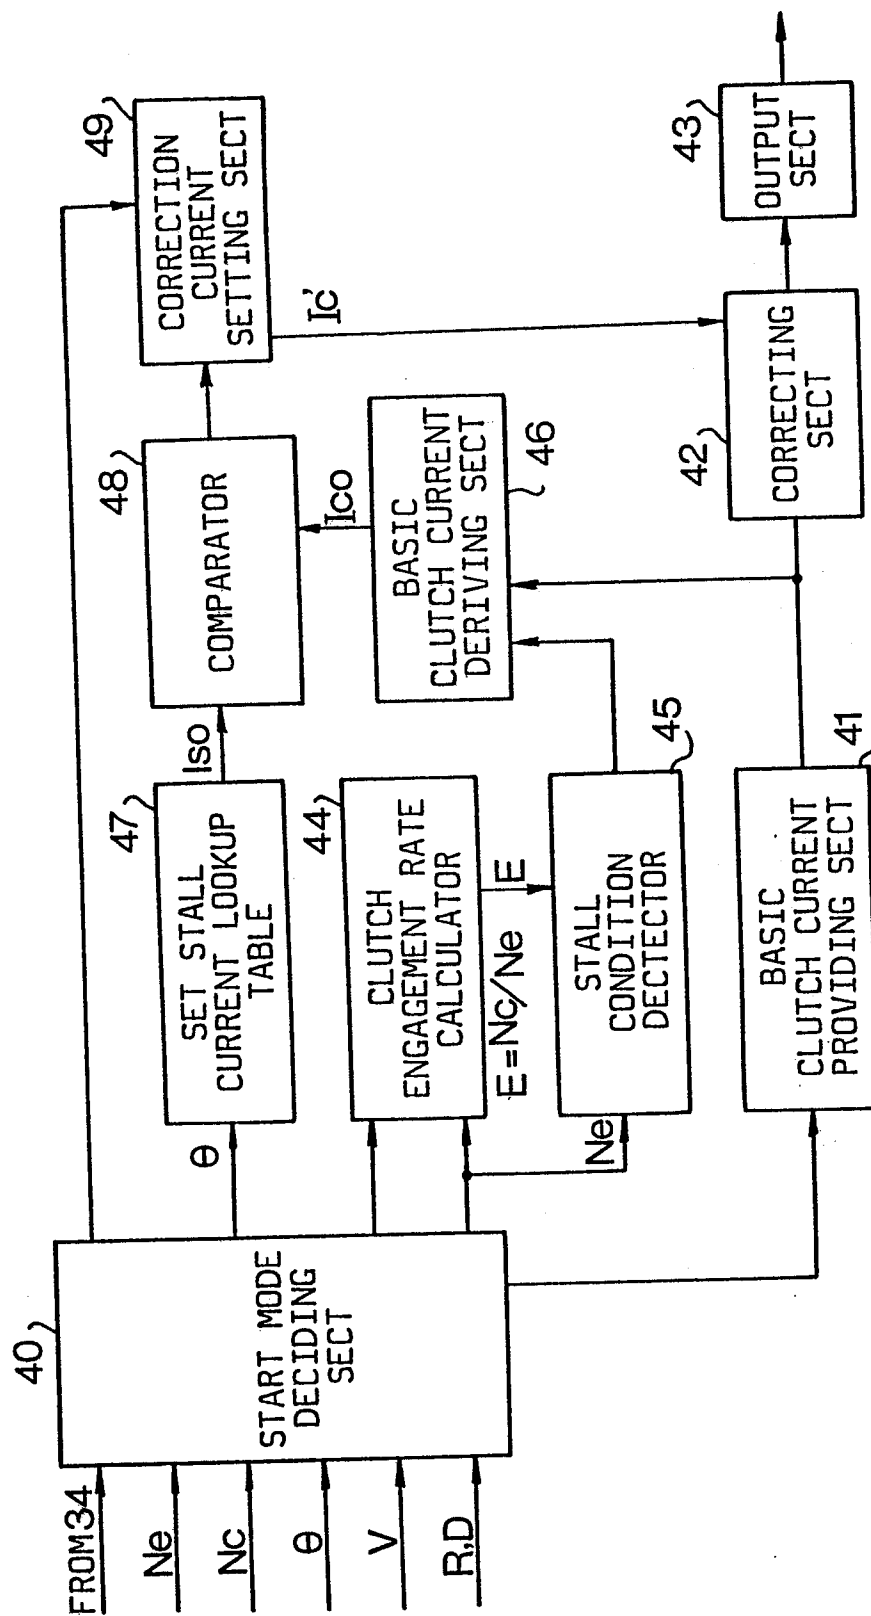 FROM 34
Ne
Nc
θ
V
R,D
40
START MODE
DECIDING
SECT
θ
47
SET STALL
CURRENT LOOKUP
TABLE
Iso
48
COMPARATOR
49
CORRECTION
CURRENT
SETTING SECT
Ic'
44
CLUTCH
ENGAGEMENT RATE
CALCULATOR
E=Nc/Ne
E
Ne
STALL
CONDITION
DECTECTOR
45
Ico
BASIC
CLUTCH CURRENT
DERIVING SECT
46
BASIC
CLUTCH CURRENT
PROVIDING SECT
41
42
CORRECTING
SECT
43
OUTPUT
SECT